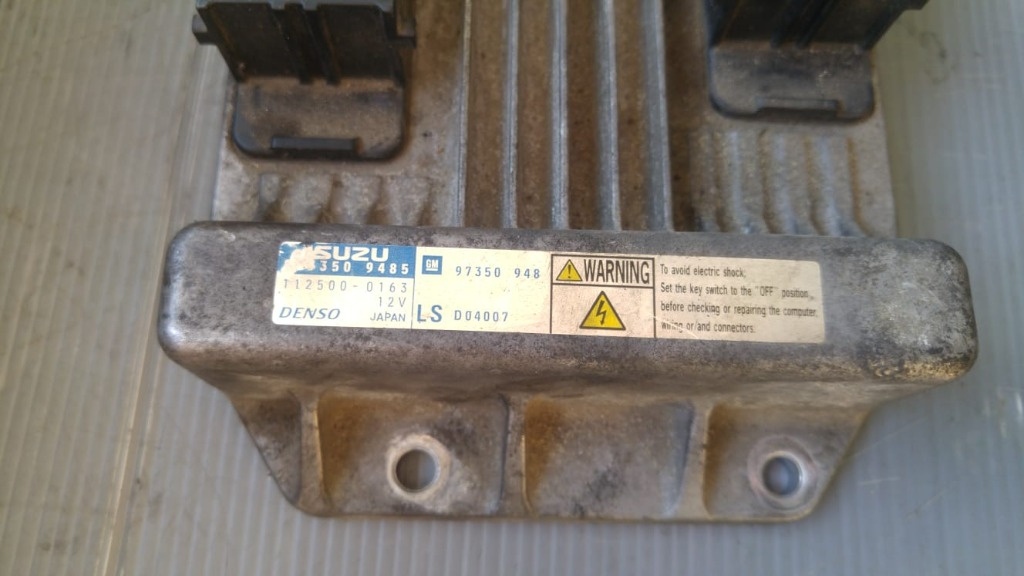 ISUZU
350 9485
112500-0163
12V
DENSO JAPAN
GM 97350 948
LS D04007
WARNING
To avoid electric shock;
Set the key switch to the "OFF" position,
before checking or repairing the computer,
wiring or/and connectors.